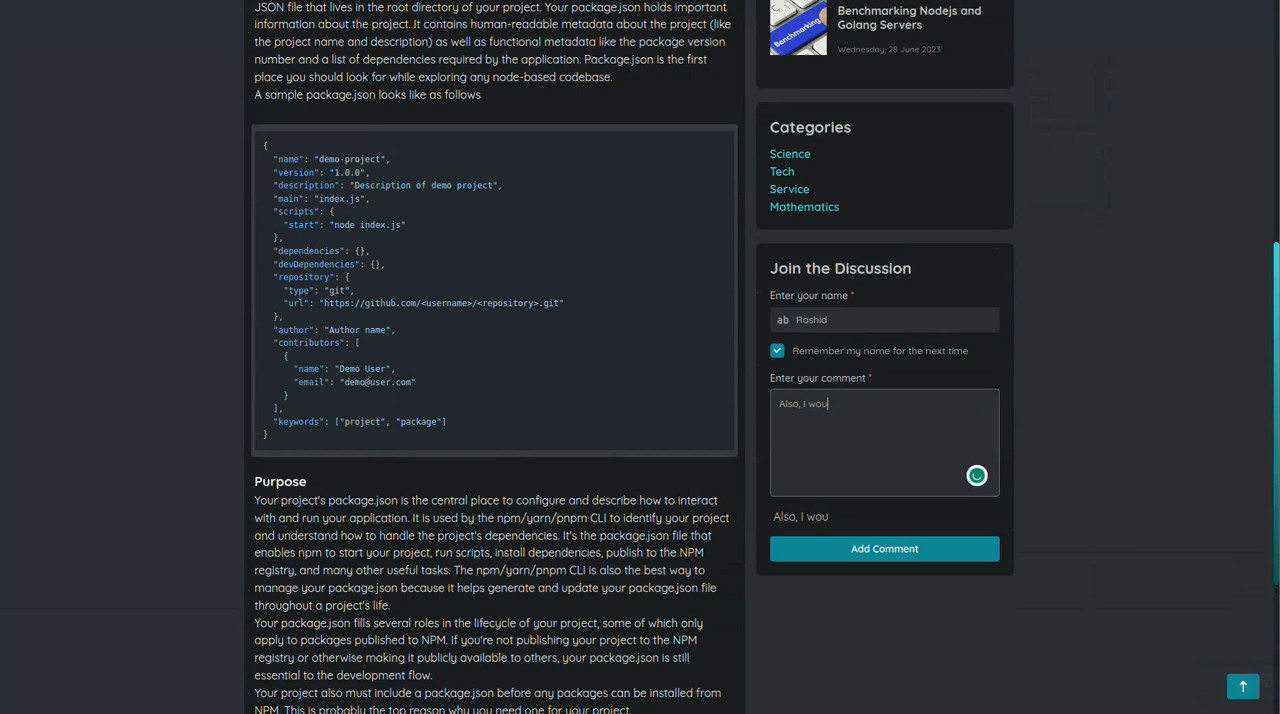 JSON file that lives in the root directory of your project. Your package.json holds important
information about the project. It contains human-readable metadata about the project (like
the project name and description) as well as functional metadata like the package version
number and a list of dependencies required by the application. Package.json is the first
place you should look for while exploring any node-based codebase.
A sample package.json looks like as follows
{
"name": "demo-project",
"version": "1.0.0",
"description": "Description of demo project",
"main": "index.js",
"scripts": {
"start": "node index.js"
},
"dependencies": {},
"devDependencies": {},
"repository": {
"type": "git",
"url": "https://github.com/<username>/<repository>.git"
},
"author": "Author name",
"contributors": [
{
"name": "Demo User",
"email": "demo@user.com"
}
],
"keywords": ["project", "package"]
}
Purpose
Your project's package.json is the central place to configure and describe how to interact
with and run your application. It is used by the npm/yarn/pnpm CLI to identify your project
and understand how to handle the project's dependencies. It's the package.json file that
enables npm to start your project, run scripts, install dependencies, publish to the NPM
registry, and many other useful tasks. The npm/yarn/pnpm CLI is also the best way to
manage your package.json because it helps generate and update your package.json file
throughout a project's life.
Your package.json fills several roles in the lifecycle of your project, some of which only
apply to packages published to NPM. If you're not publishing your project to the NPM
registry or otherwise making it publicly available to others, your package.json is still
essential to the development flow.
Your project also must include a package.json before any packages can be installed from
NPM. This is probably the top reason why you need one for your project.
Benchmarking
Benchmarking Nodejs and
Golang Servers
Wednesday, 28 June 2023
Categories
Science
Tech
Service
Mathematics
Join the Discussion
Enter your name *
ab Rashid
Remember my name for the next time
Enter your comment *
Also, I wou
Also, I wou
Add Comment